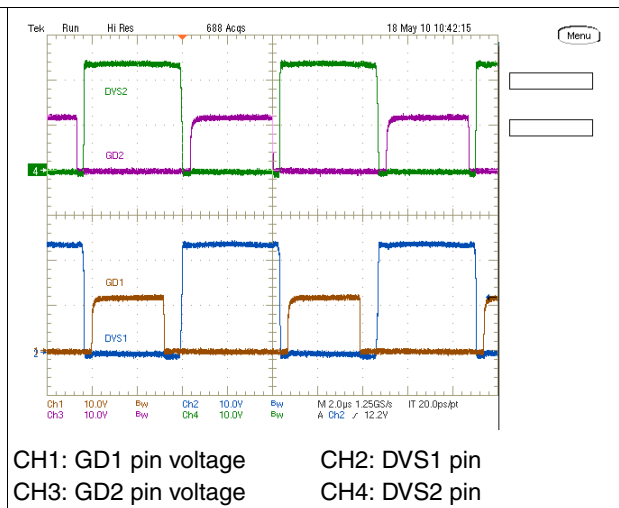 Tek Run Hi Res 688 Acqs 18 May 10 10:42:15
Menu
DVS2
GD2
4
GD1
DVS1
2
Ch1 10.0V Bw Ch2 10.0V Bw M 2.0µs 1.25GS/s IT 20.0ps/pt
Ch3 10.0V Bw Ch4 10.0V Bw A Ch2 ∕ 12.2V
CH1: GD1 pin voltage CH2: DVS1 pin
CH3: GD2 pin voltage CH4: DVS2 pin